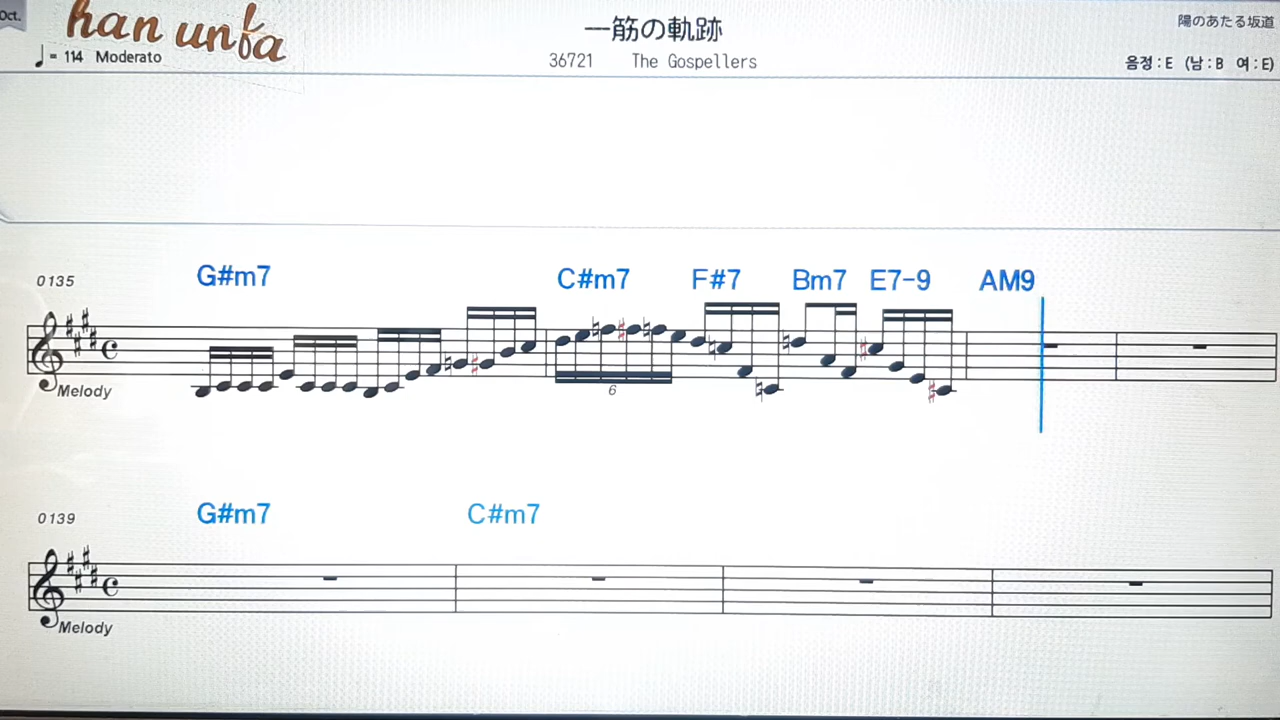 Oct.
han unfa
一筋の軌跡
陽のあたる坂道
♩= 114 Moderato
36721 The Gospellers
음정:E (남:B 여:E)
0135
G#m7 C#m7 F#7 Bm7 E7-9 AM9
Melody
6
0139
G#m7 C#m7
Melody